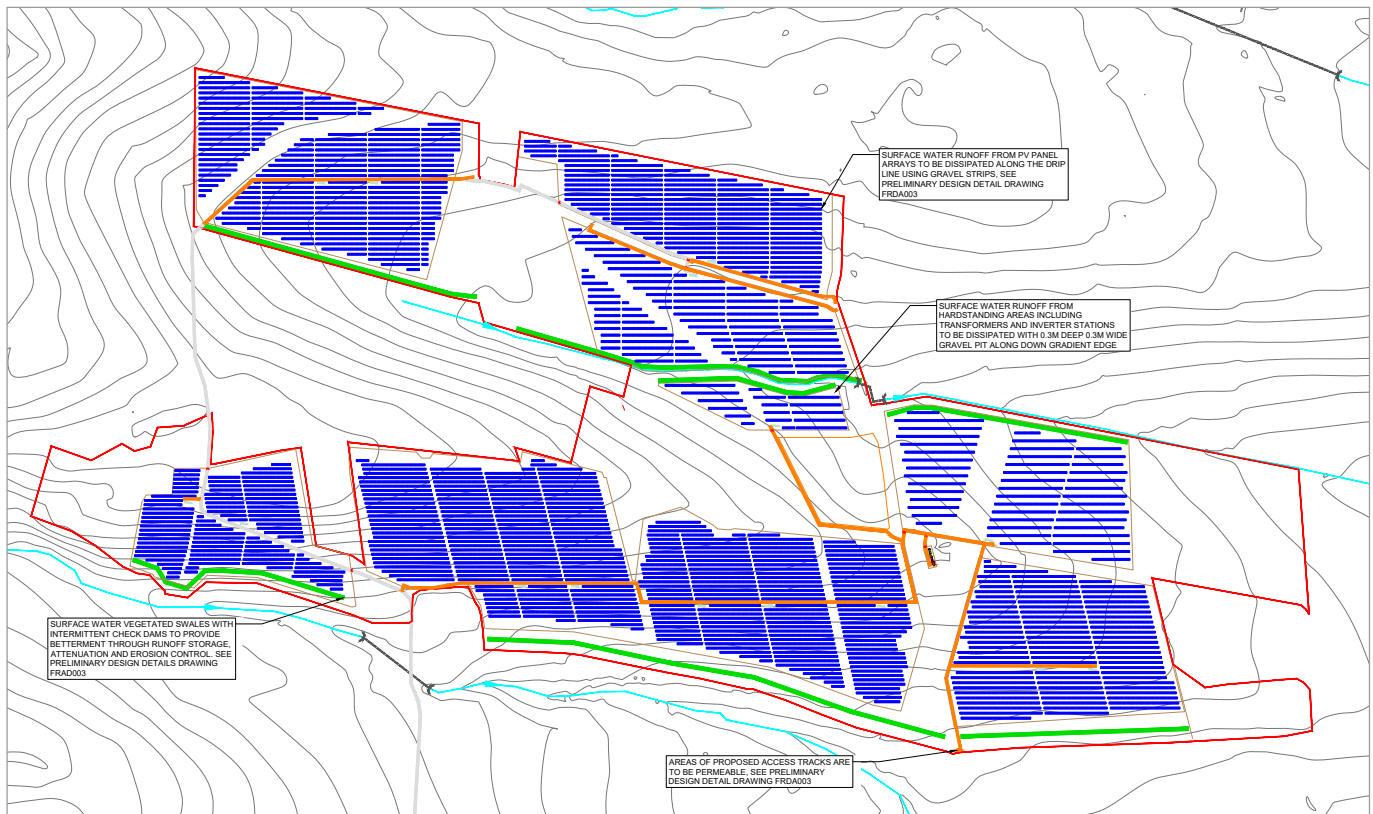 SURFACE WATER RUNOFF FROM PV PANEL
ARRAYS TO BE DISSIPATED ALONG THE DRIP
LINE USING GRAVEL STRIPS, SEE
PRELIMINARY DESIGN DETAIL DRAWING
FRDA003
SURFACE WATER RUNOFF FROM
HARDSTANDING AREAS INCLUDING
TRANSFORMERS AND INVERTER STATIONS
TO BE DISSIPATED WITH 0.3M DEEP 0.3M WIDE
GRAVEL PIT ALONG DOWN GRADIENT EDGE
SURFACE WATER VEGETATED SWALES WITH
INTERMITTENT CHECK DAMS TO PROVIDE
BETTERMENT THROUGH RUNOFF STORAGE,
ATTENUATION AND EROSION CONTROL. SEE
PRELIMINARY DESIGN DETAILS DRAWING
FRAD003
AREAS OF PROPOSED ACCESS TRACKS ARE
TO BE PERMEABLE, SEE PRELIMINARY
DESIGN DETAIL DRAWING FRDA003